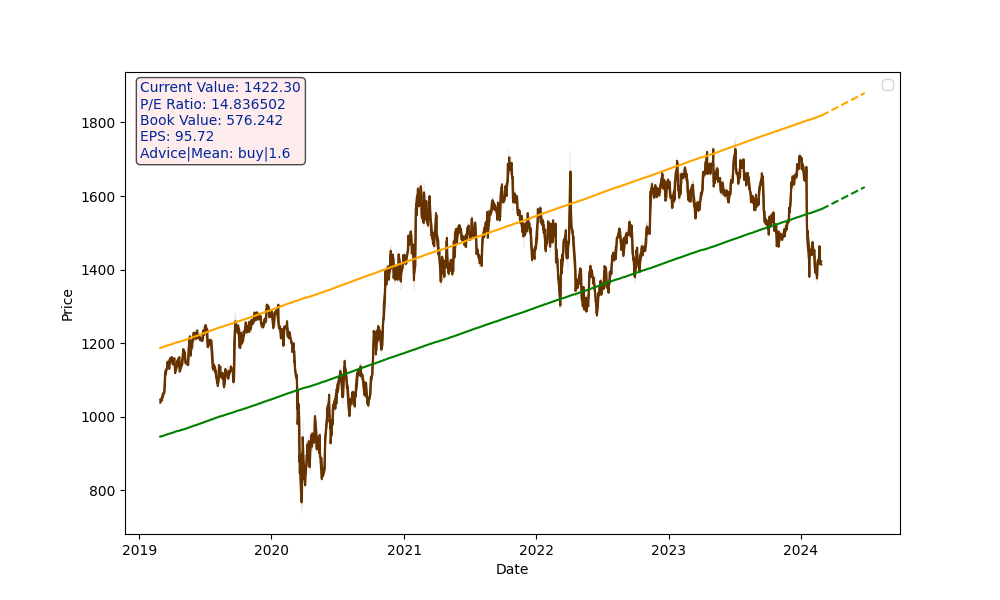 Current Value: 1422.30
P/E Ratio: 14.836502
Book Value: 576.242
EPS: 95.72
Advice|Mean: buy|1.6
1800
1600
1400
1200
1000
800
Price
2019 2020 2021 2022 2023 2024
Date